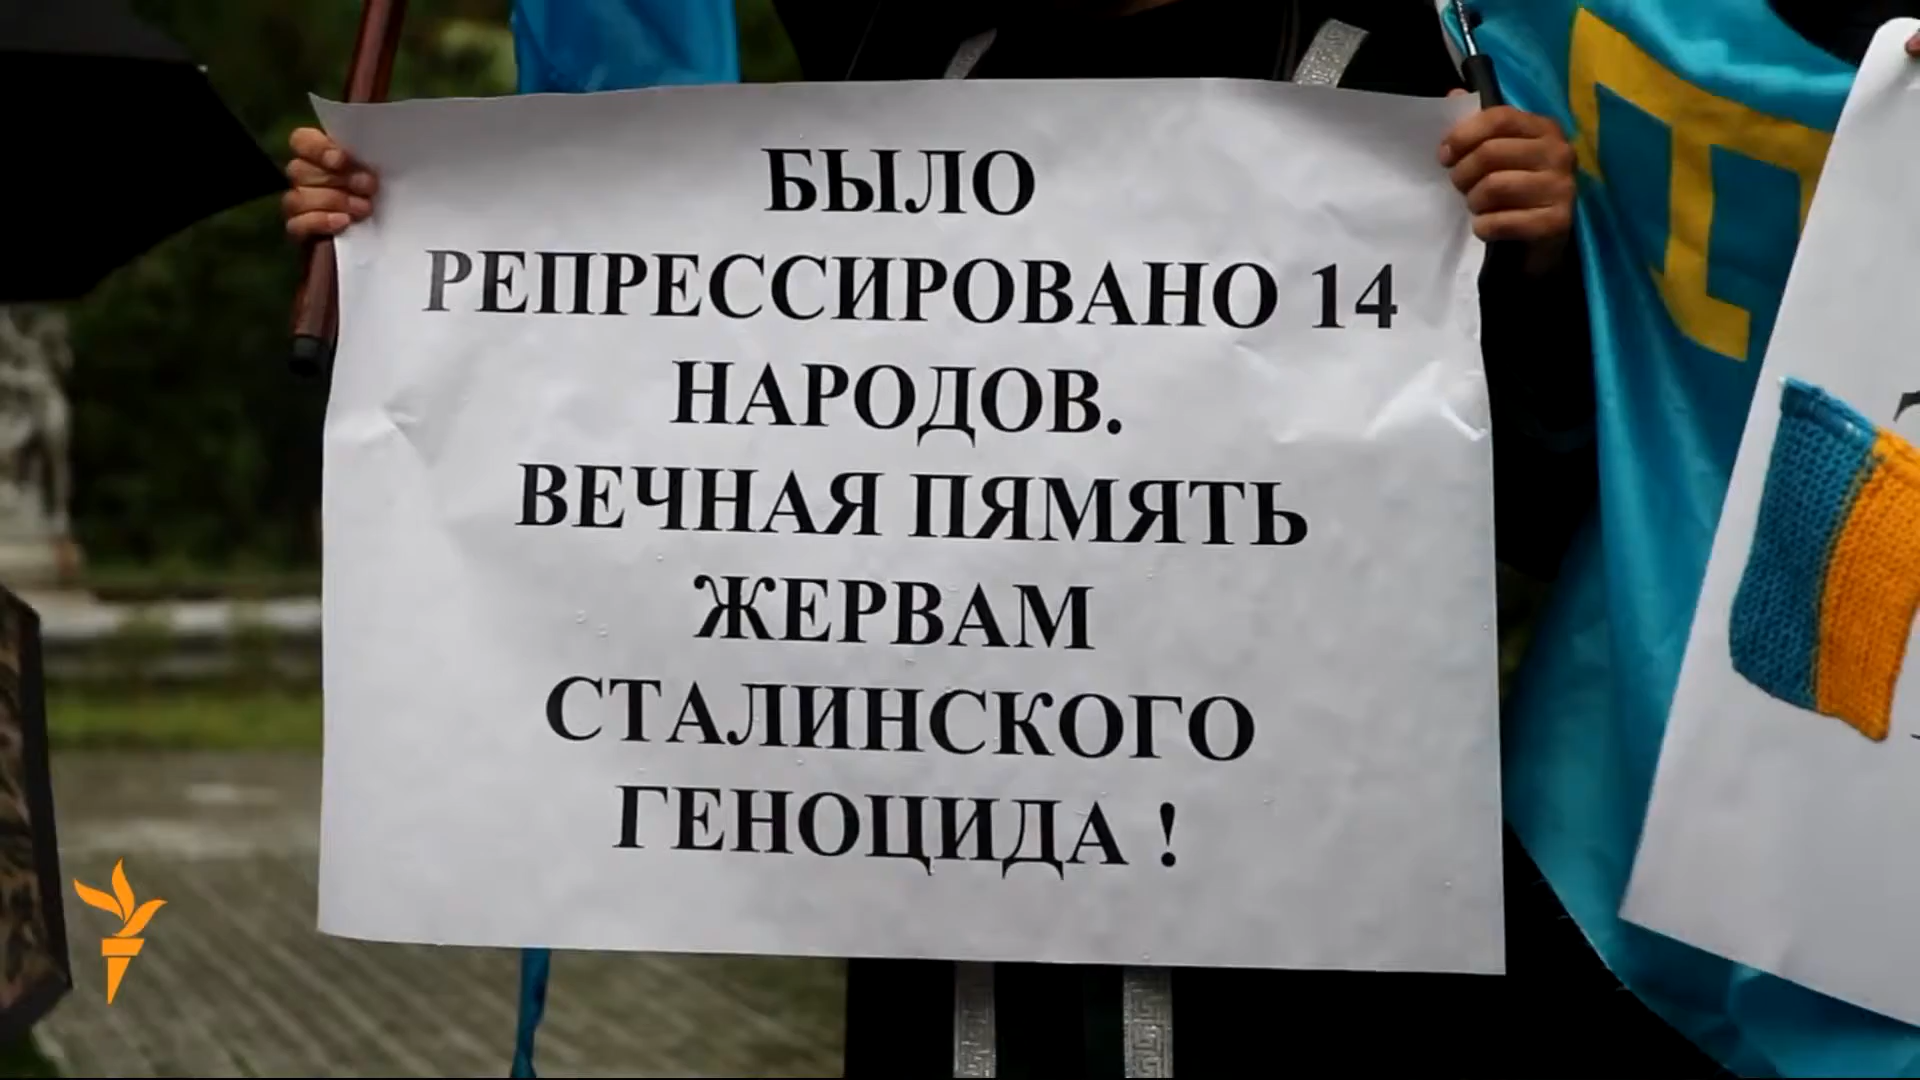 БЫЛО
РЕПРЕССИРОВАНО 14
НАРОДОВ.
ВЕЧНАЯ ПЯМЯТЬ
ЖЕРВАМ
СТАЛИНСКОГО
ГЕНОЦИДА !